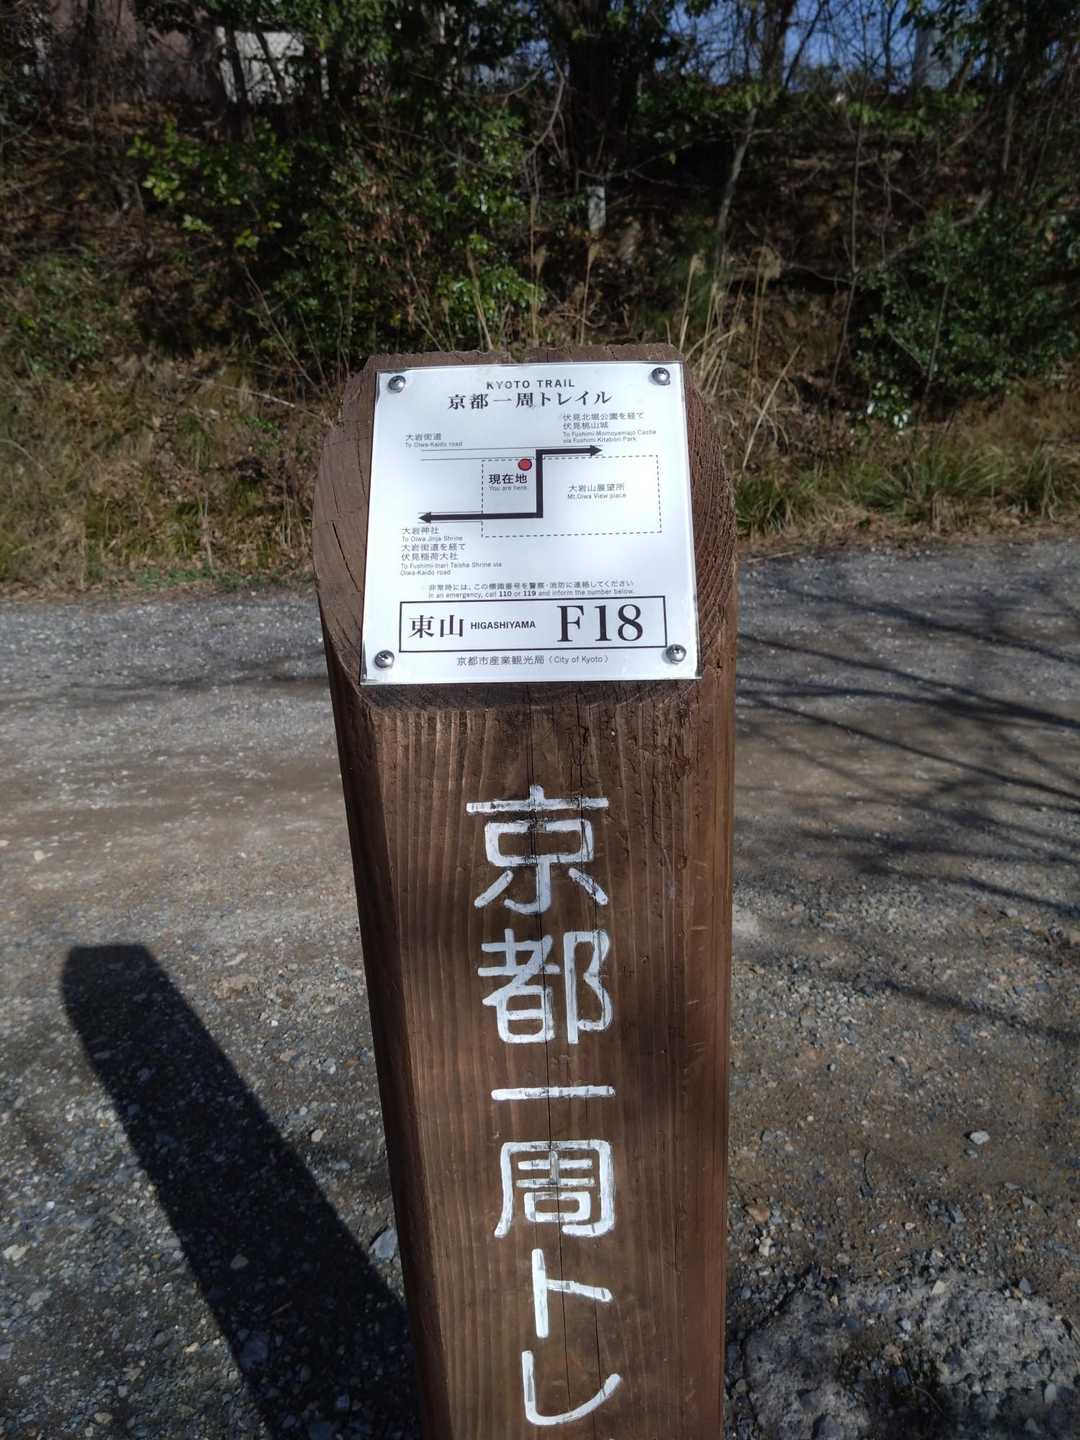 KYOTO TRAIL
京都一周トレイル
伏見北堀公園を経て
伏見桃山城
To Fushimi-Momoyamajo Castle
via Fushimi Kitabori Park
大岩街道
To Oiwa-Kaido road
現在地
You are here.
大岩山展望所
Mt.Oiwa View place
大岩神社
To Oiwa Jinja Shrine
大岩街道を経て
伏見稲荷大社
To Fushimi-Inari Taisha Shrine via
Oiwa-Kaido road
非常時には、この標識番号を警察・消防に連絡してください
In an emergency, call 110 or 119 and inform the number below.
東山 HIGASHIYAMA F18
京都市産業観光局（City of Kyoto）
京都一周トレ